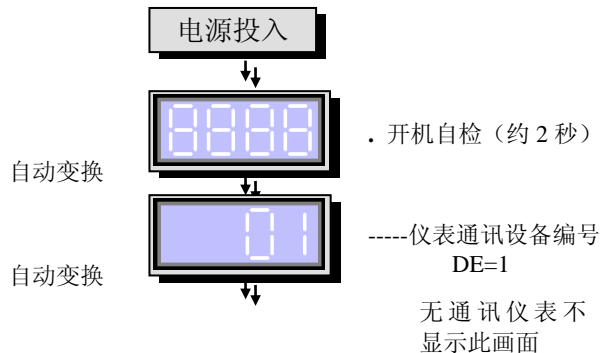 电源投入
8888
. 开机自检（约 2 秒）
自动变换
01
-----仪表通讯设备编号
DE=1
自动变换
无通讯仪表不
显示此画面